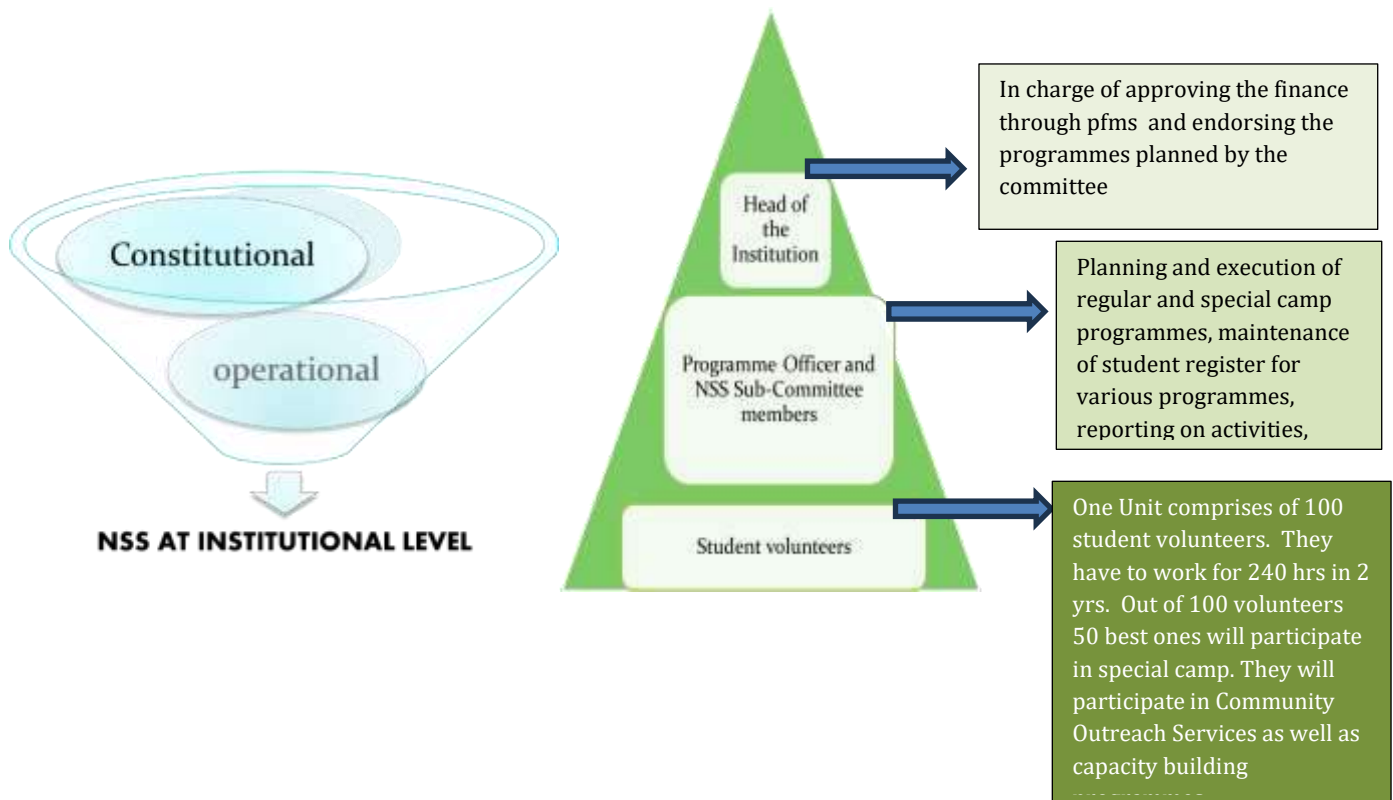 Constitutional
operational
NSS AT INSTITUTIONAL LEVEL
Head of
the
Institution
Programme Officer and
NSS Sub-Committee
members
Student volunteers
In charge of approving the finance
through pfms and endorsing the
programmes planned by the
committee
Planning and execution of
regular and special camp
programmes, maintenance
of student register for
various programmes,
reporting on activities,
One Unit comprises of 100
student volunteers. They
have to work for 240 hrs in 2
yrs. Out of 100 volunteers
50 best ones will participate
in special camp. They will
participate in Community
Outreach Services as well as
capacity building